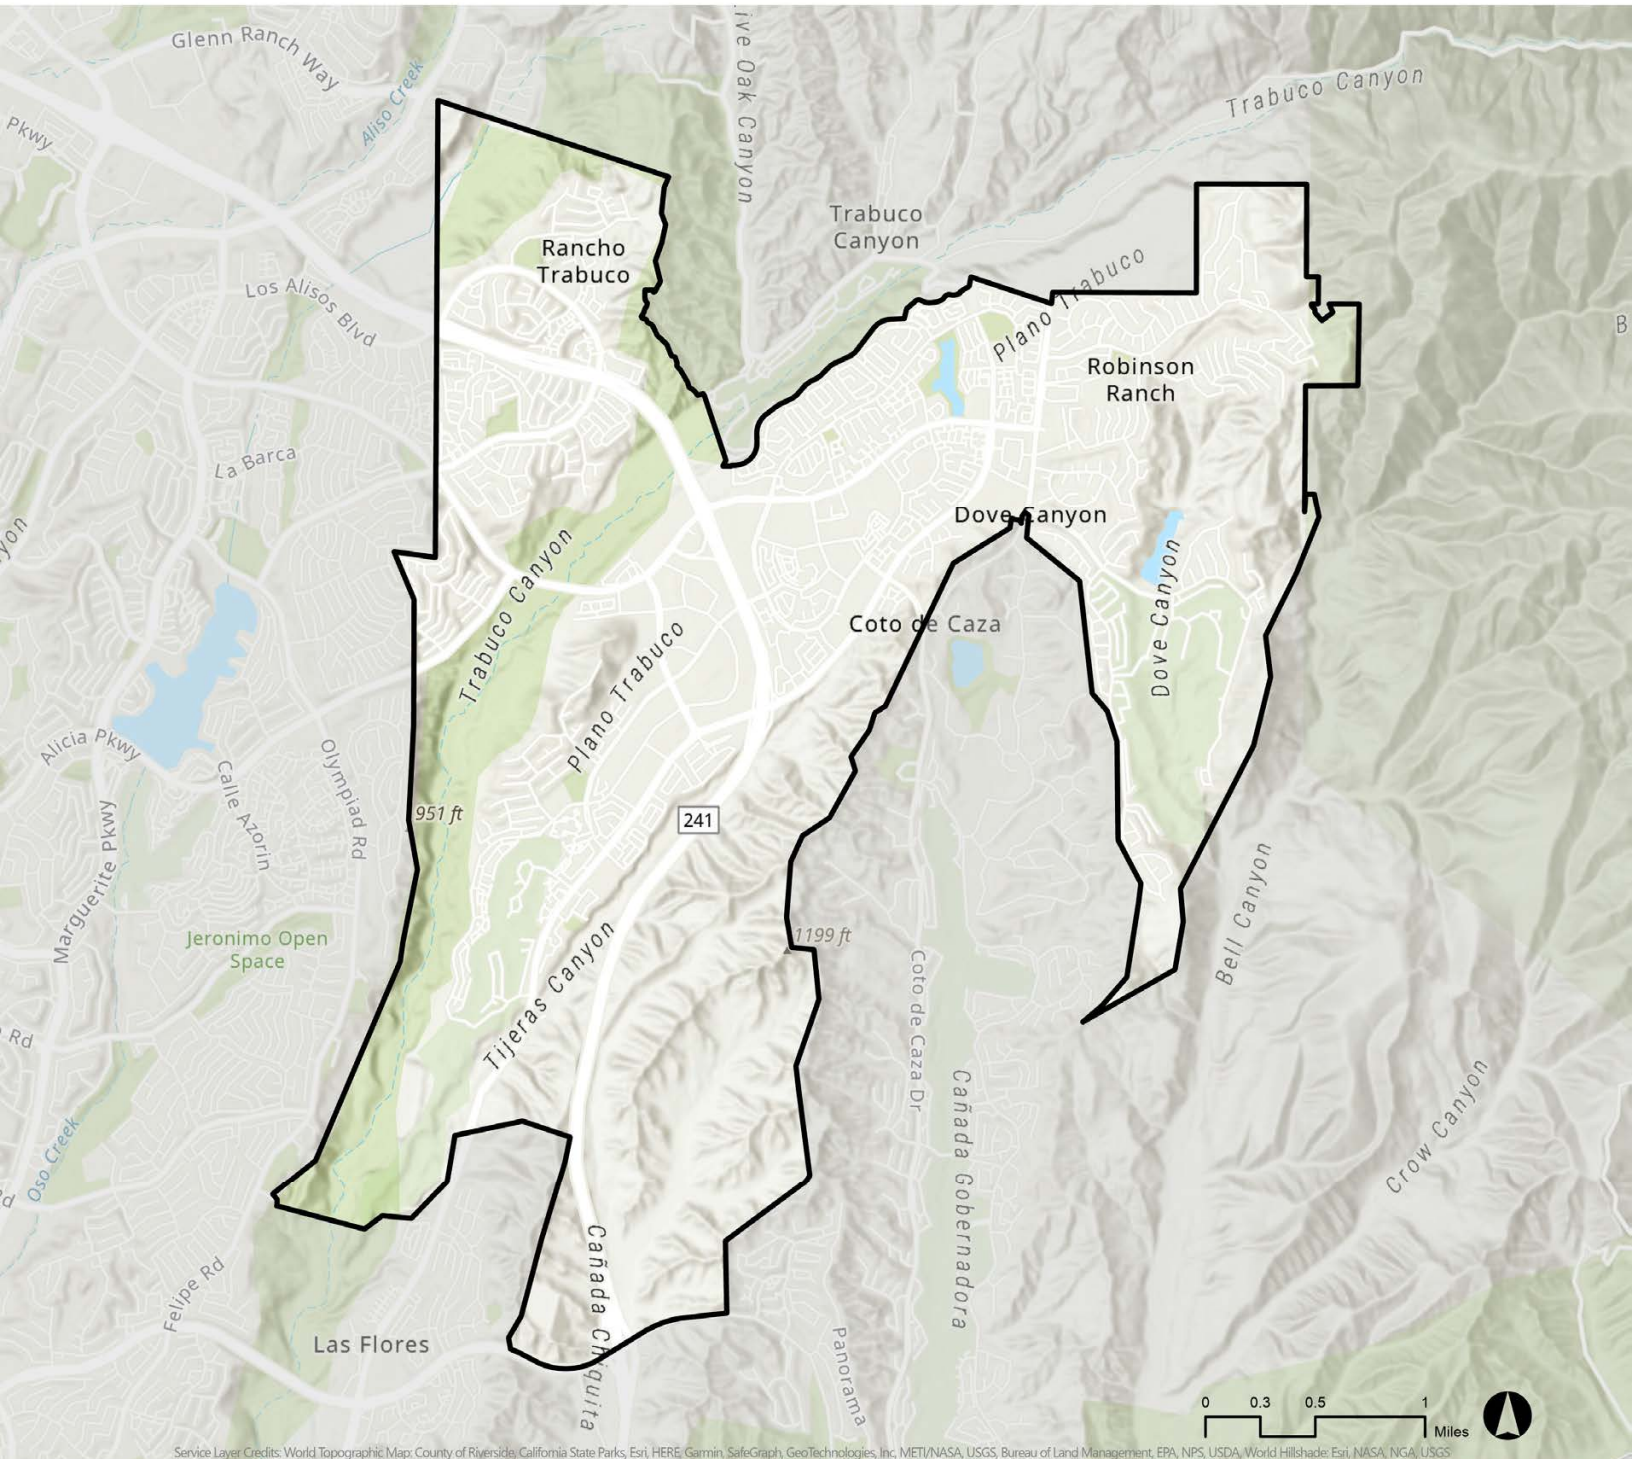 Glenn Ranch Way
Aliso Creek
Pkwy
ive Oak Canyon
Trabuco Canyon
Trabuco
Canyon
Rancho
Trabuco
Los Alisos Blvd
Plano Trabuco
B
Robinson
Ranch
La Barca
yon
Dove Canyon
Trabuco Canyon
Dove Canyon
Coto de Caza
Plano Trabuco
Alicia Pkwy
Olympiad Rd
Calle Azorin
Marguerite Pkwy
951 ft
241
Bell Canyon
Jeronimo Open
Space
Tijeras Canyon
1199 ft
Coto de Caza Dr
Rd
Oso Creek
Cañada Gobernadora
Crow Canyon
Cañada Chiquita
Felipe Rd
Las Flores
Panorama
0 0.3 0.5 1
Miles
Service Layer Credits: World Topographic Map: County of Riverside, California State Parks, Esri, HERE, Garmin, SafeGraph, GeoTechnologies, Inc, METI/NASA, USGS, Bureau of Land Management, EPA, NPS, USDA, World Hillshade: Esri, NASA, NGA, USGS